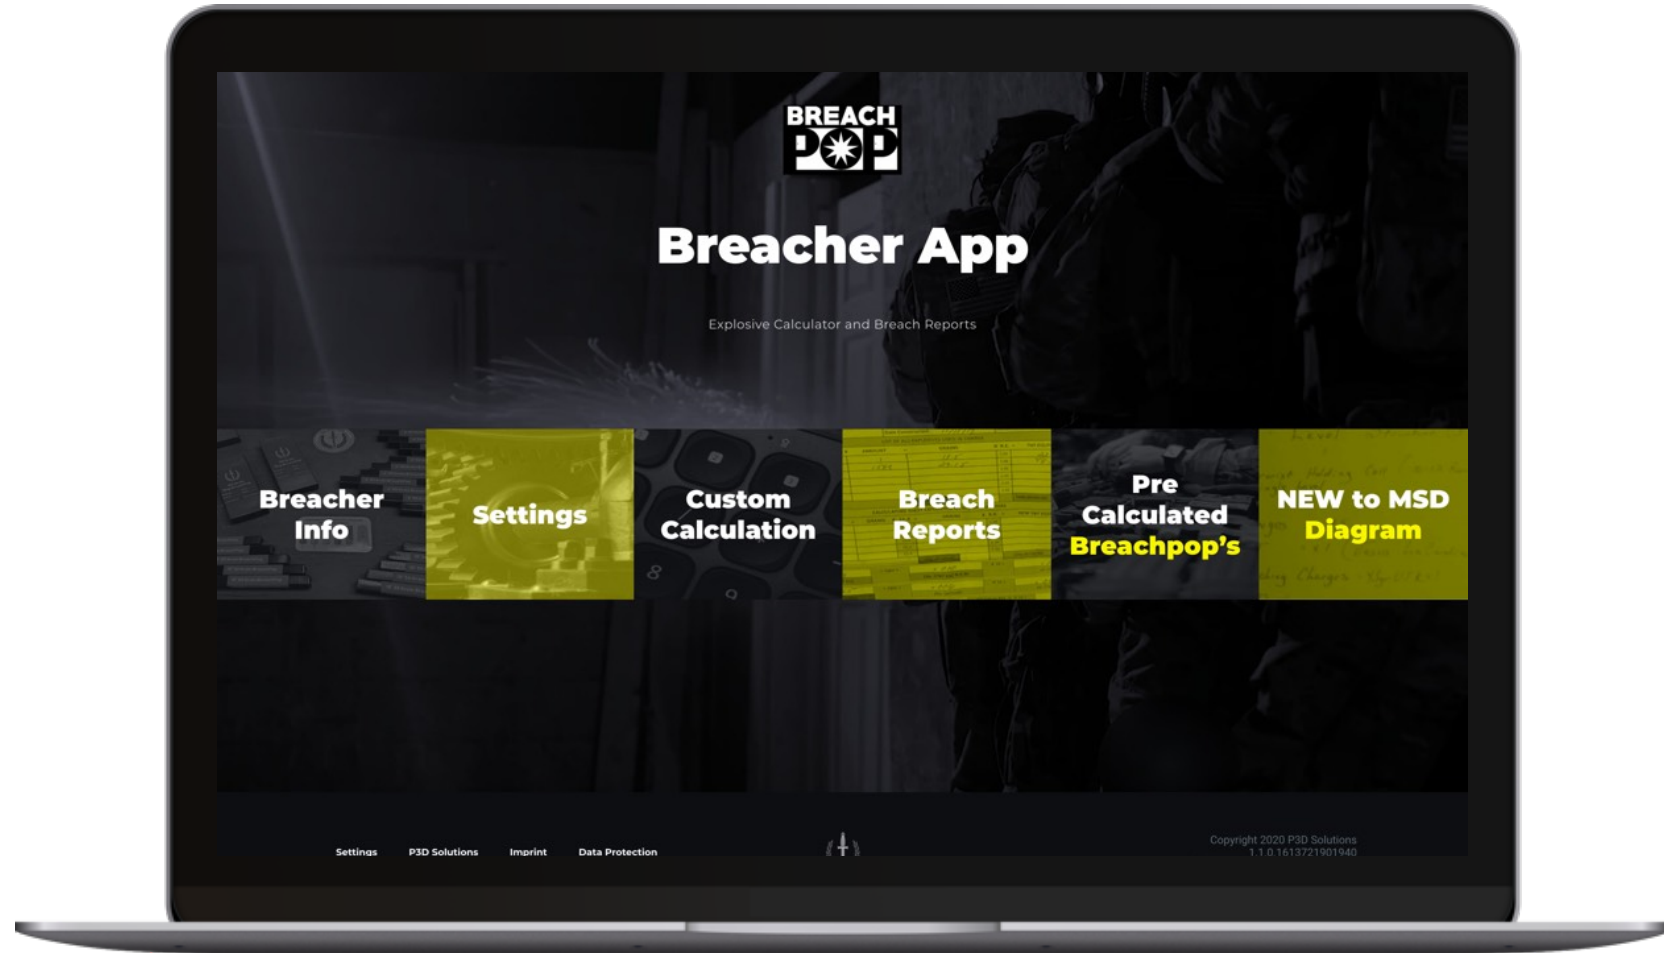 BREACH
POP
Breacher App
Explosive Calculator and Breach Reports
Breacher
Info
Settings
Custom
Calculation
Breach
Reports
Pre
Calculated
Breachpop’s
NEW to MSD
Diagram
Settings
P3D Solutions
Imprint
Data Protection
Copyright 2020 P3D Solutions
1.1.0.1613721901940